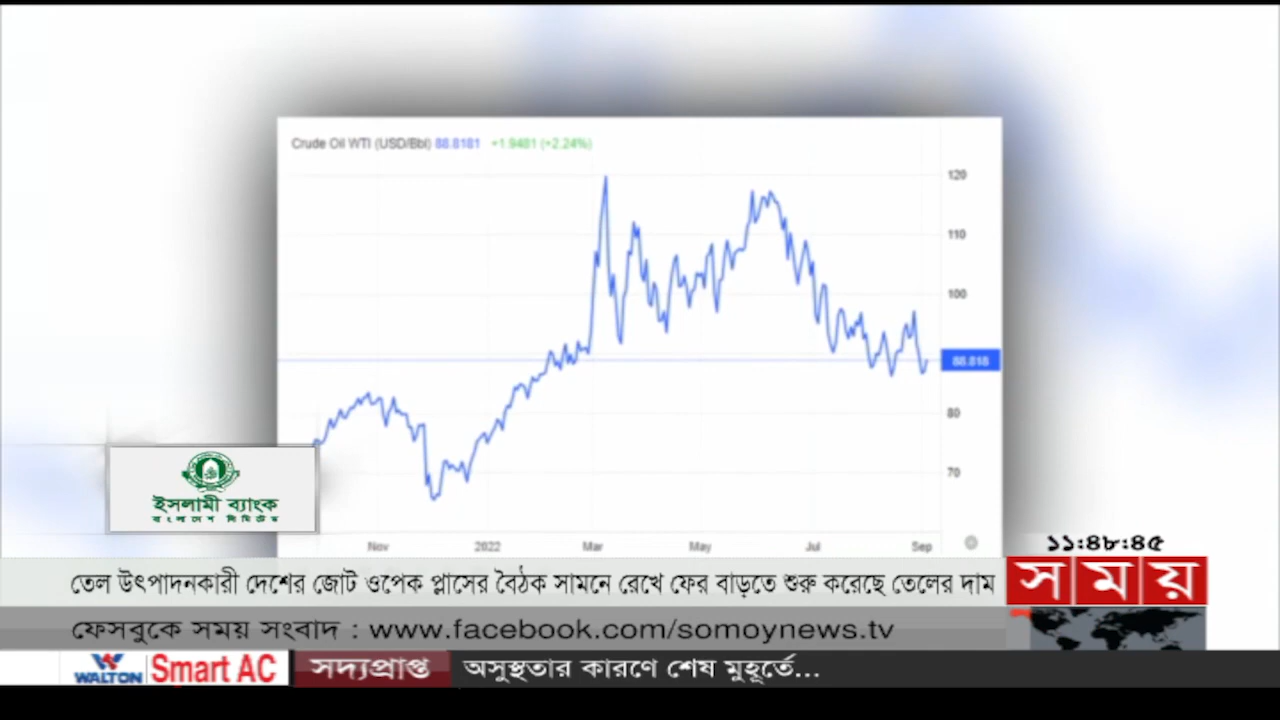 Crude Oil WTI (USD/Bbl) 88.8181 +1.9481 (+2.24%)
120
110
100
88.818
80
70
Nov 2022 Mar May Jul Sep
ইসলামী ব্যাংক
বাংলাদেশ লিমিটেড
১১:৪৮:৪৫
তেল উৎপাদনকারী দেশের জোট ওপেক প্লাসের বৈঠক সামনে রেখে ফের বাড়তে শুরু করেছে তেলের দাম
সময়
ফেসবুকে সময় সংবাদ : www.facebook.com/somoynews.tv
WALTON Smart AC সদ্যপ্রাপ্ত অসুস্থতার কারণে শেষ মুহূর্তে...